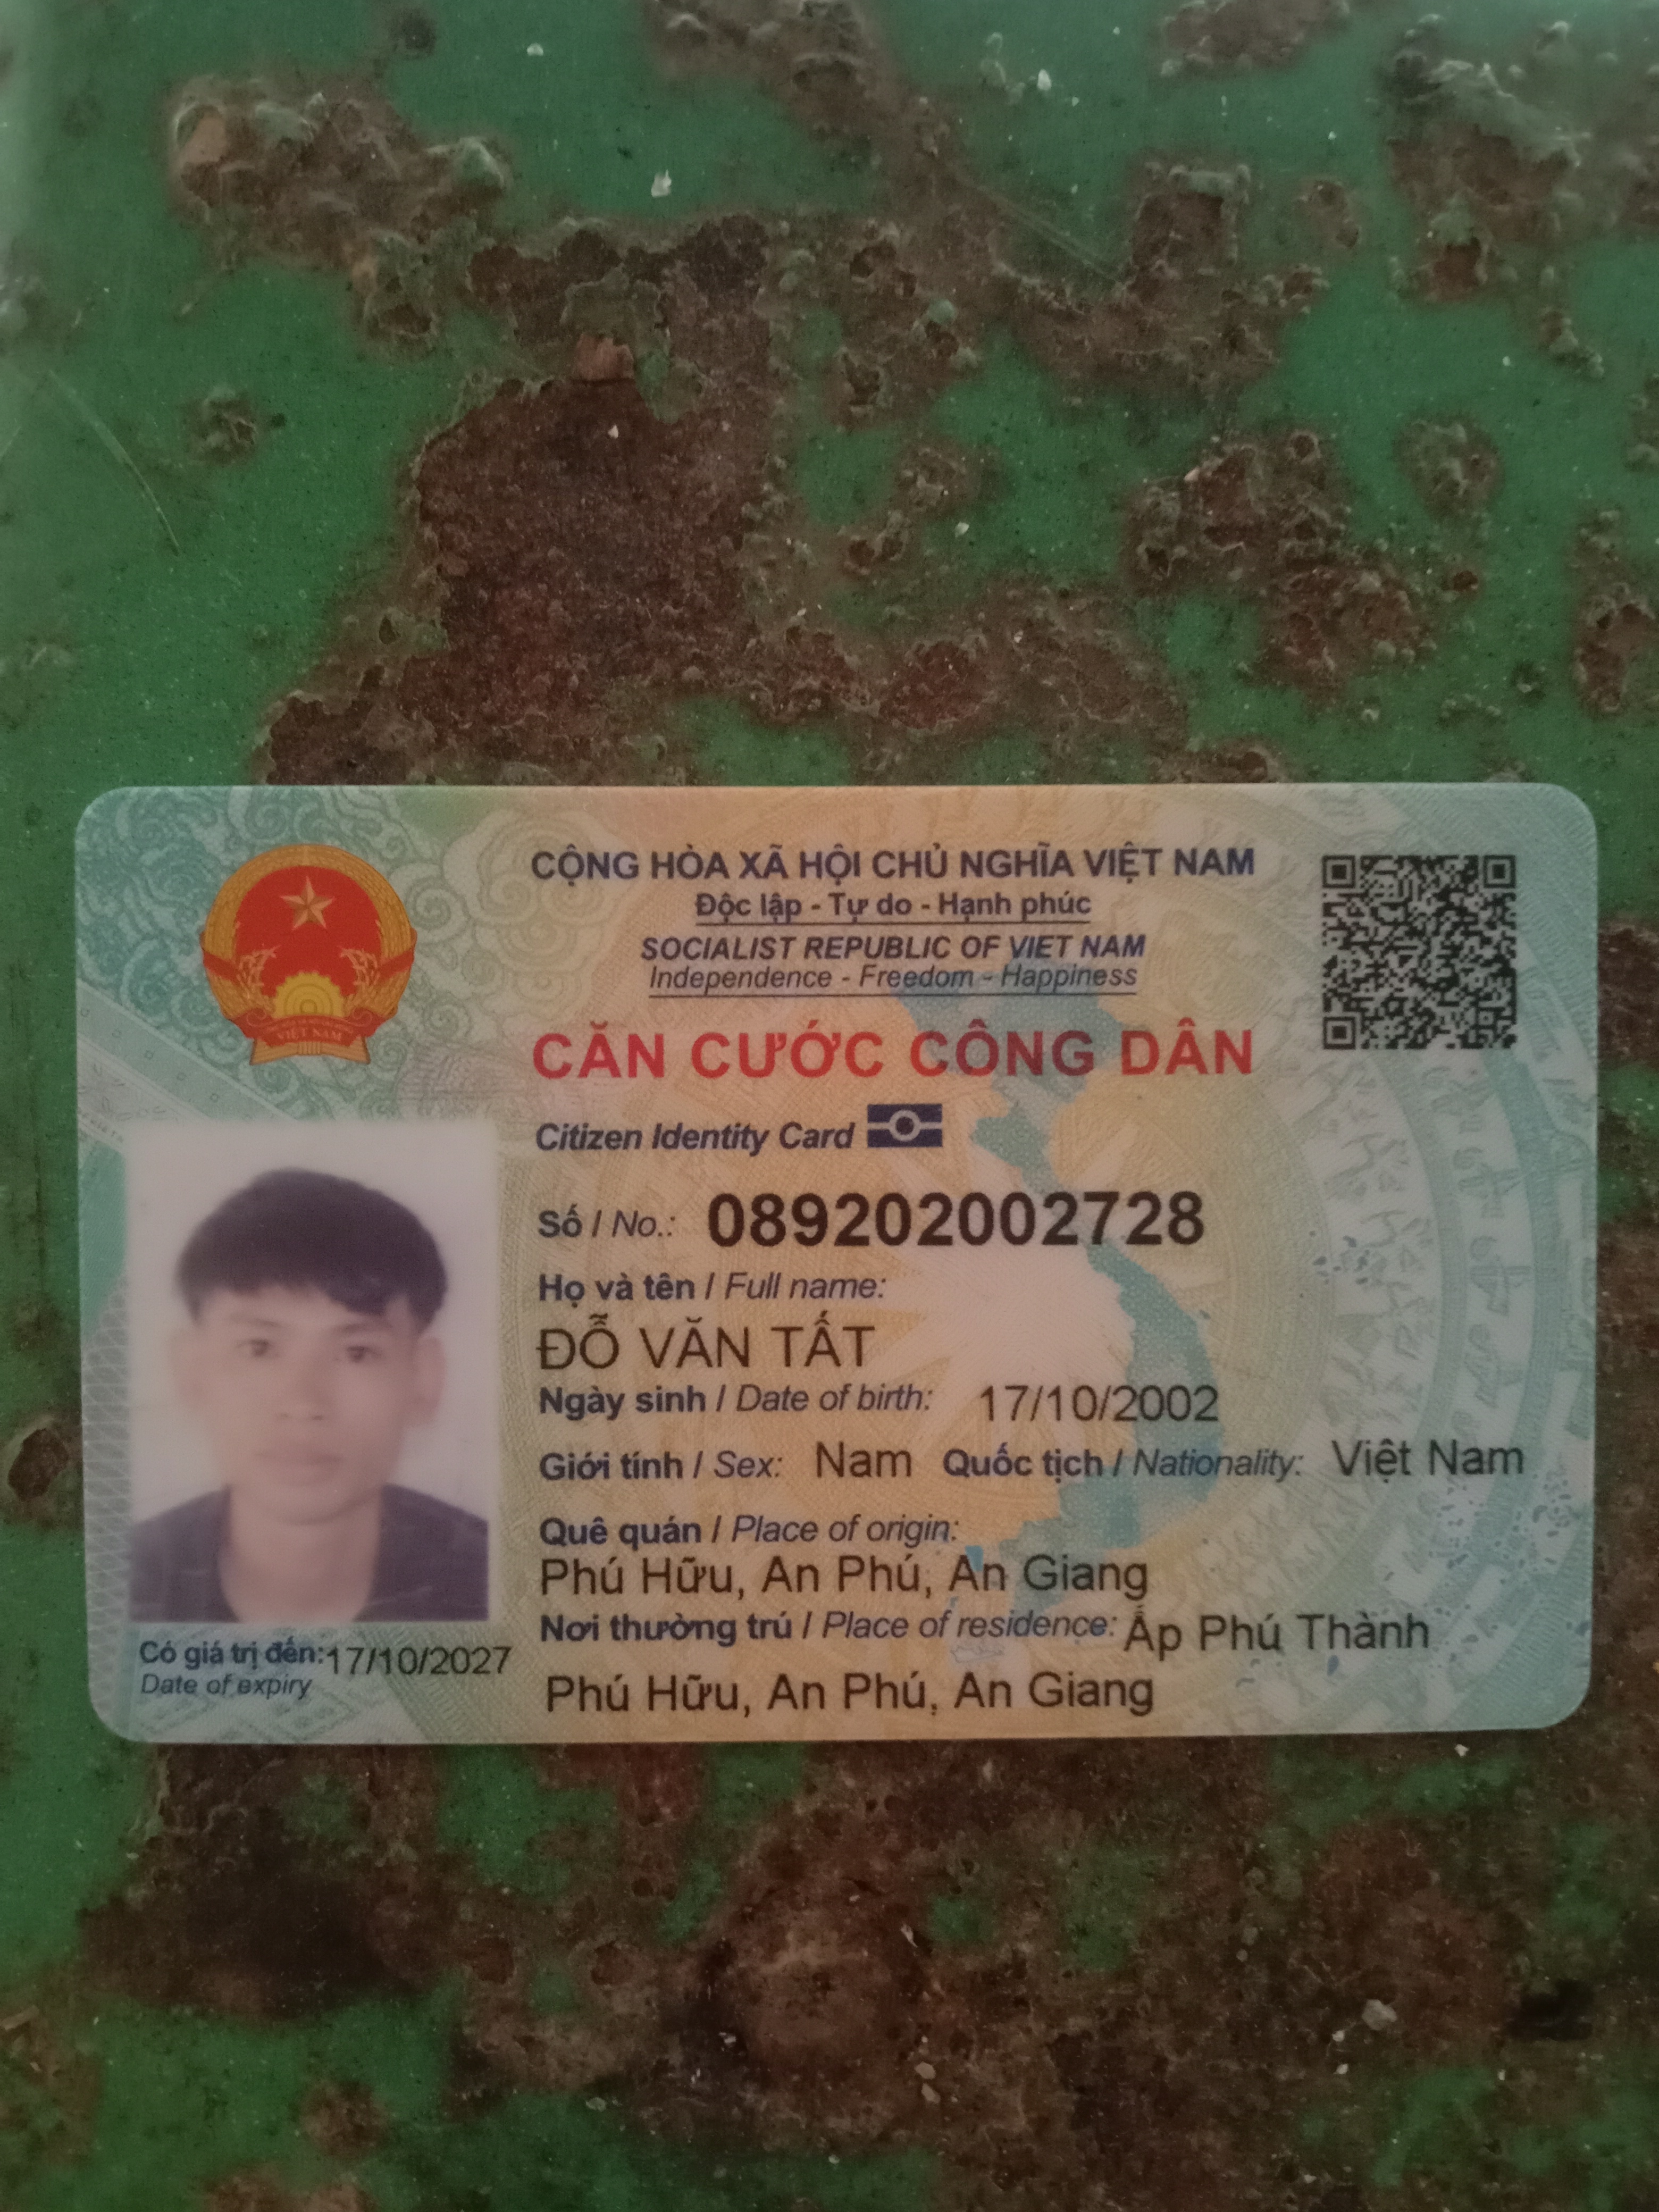 CỘNG HÒA XÃ HỘI CHỦ NGHĨA VIỆT NAM
Độc lập - Tự do - Hạnh phúc
SOCIALIST REPUBLIC OF VIET NAM
Independence - Freedom - Happiness
VIỆT NAM
CĂN CƯỚC CÔNG DÂN
Citizen Identity Card
Số / No.: 089202002728
Họ và tên / Full name:
ĐỖ VĂN TẤT
Ngày sinh / Date of birth: 17/10/2002
Giới tính / Sex: Nam Quốc tịch / Nationality: Việt Nam
Quê quán / Place of origin:
Phú Hữu, An Phú, An Giang
Nơi thường trú / Place of residence: Ấp Phú Thành
Phú Hữu, An Phú, An Giang
Có giá trị đến: 17/10/2027
Date of expiry